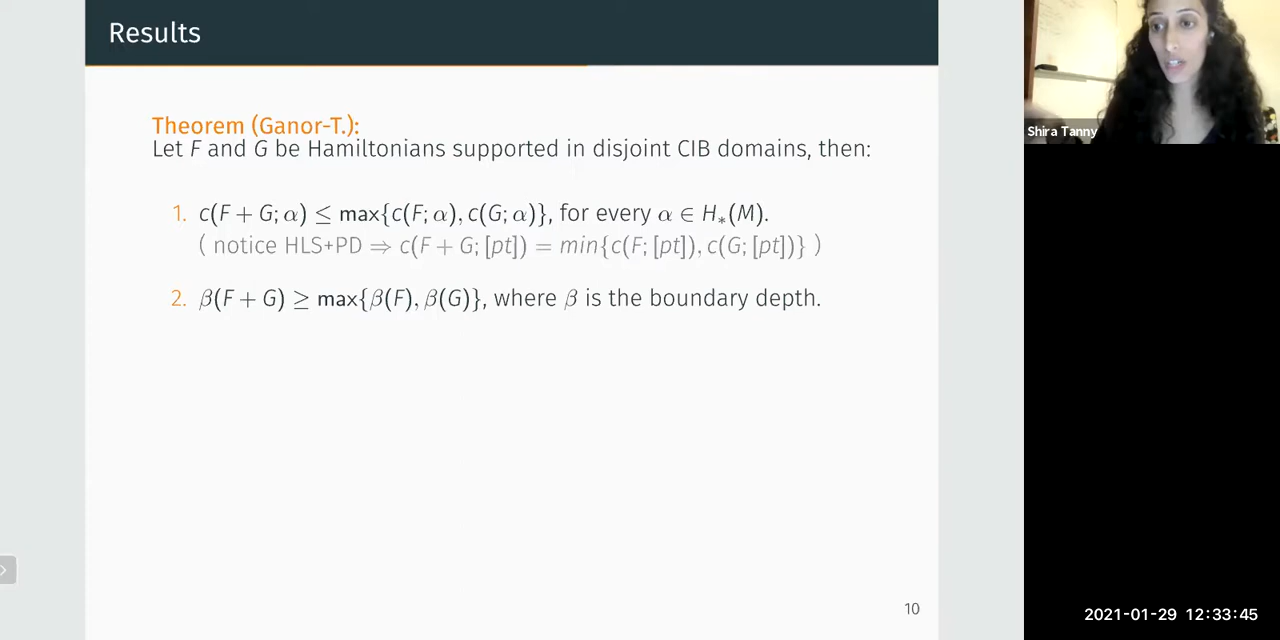 Results
Theorem (Ganor-T.):
Let F and G be Hamiltonians supported in disjoint CIB domains, then:
1. c(F + G; α) ≤ max{c(F; α), c(G; α)}, for every α ∈ H∗(M).
( notice HLS+PD ⇒ c(F + G; [pt]) = min{c(F; [pt]), c(G; [pt])} )
2. β(F + G) ≥ max{β(F), β(G)}, where β is the boundary depth.
10
Shira Tanny
2021-01-29 12:33:45